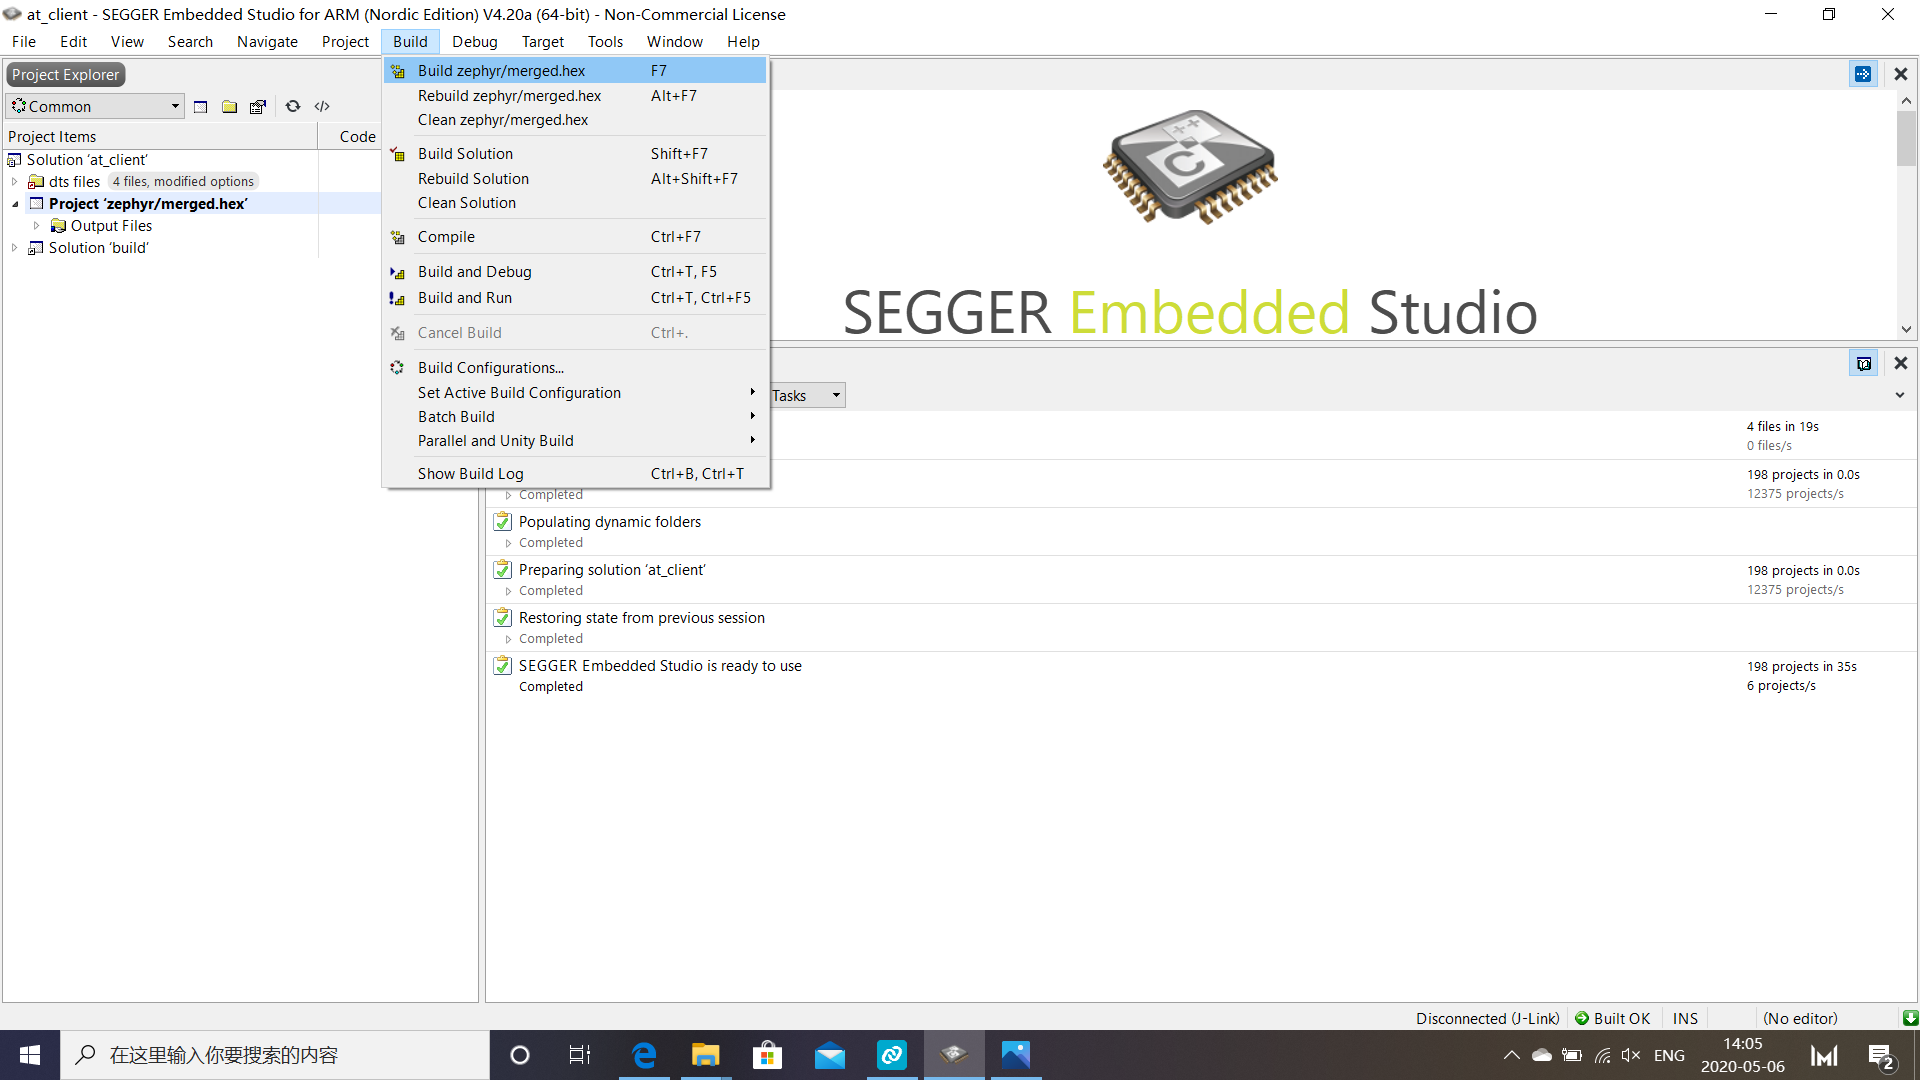 at_client - SEGGER Embedded Studio for ARM (Nordic Edition) V4.20a (64-bit) - Non-Commercial License
File Edit View Search Navigate Project Build Debug Target Tools Window Help
Project Explorer
Common
Project Items Code
Solution ‘at_client’
dts files 4 files, modified options
Project ‘zephyr/merged.hex’
Output Files
Solution ‘build’
Build zephyr/merged.hex F7
Rebuild zephyr/merged.hex Alt+F7
Clean zephyr/merged.hex
Build Solution Shift+F7
Rebuild Solution Alt+Shift+F7
Clean Solution
Compile Ctrl+F7
Build and Debug Ctrl+T, F5
Build and Run Ctrl+T, Ctrl+F5
Cancel Build Ctrl+.
Build Configurations...
Set Active Build Configuration
Batch Build
Parallel and Unity Build
Show Build Log Ctrl+B, Ctrl+T
C
++
SEGGER Embedded Studio
Tasks
4 files in 19s
0 files/s
198 projects in 0.0s
Completed 12375 projects/s
Populating dynamic folders
Completed
Preparing solution ‘at_client’ 198 projects in 0.0s
Completed 12375 projects/s
Restoring state from previous session
Completed
SEGGER Embedded Studio is ready to use 198 projects in 35s
Completed 6 projects/s
Disconnected (J-Link) Built OK INS (No editor)
在这里输入你要搜索的内容
ENG
14:05
2020-05-06
2